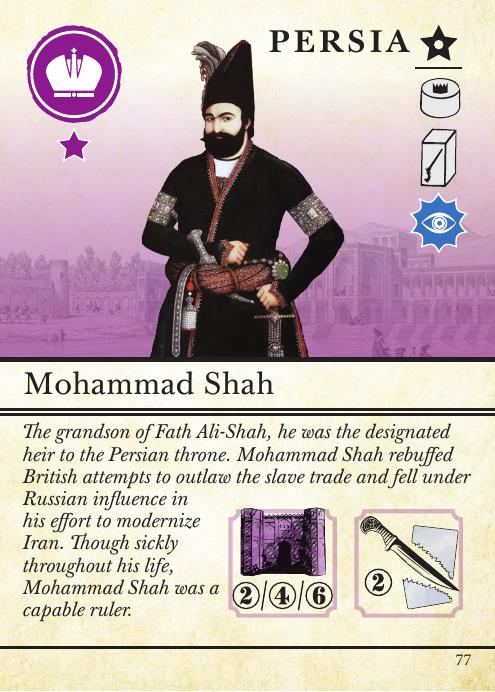 PERSIA
Mohammad Shah
The grandson of Fath Ali-Shah, he was the designated
heir to the Persian throne. Mohammad Shah rebuffed
British attempts to outlaw the slave trade and fell under
Russian influence in
his effort to modernize
Iran. Though sickly
throughout his life,
Mohammad Shah was a
capable ruler.
2/4/6
2
77